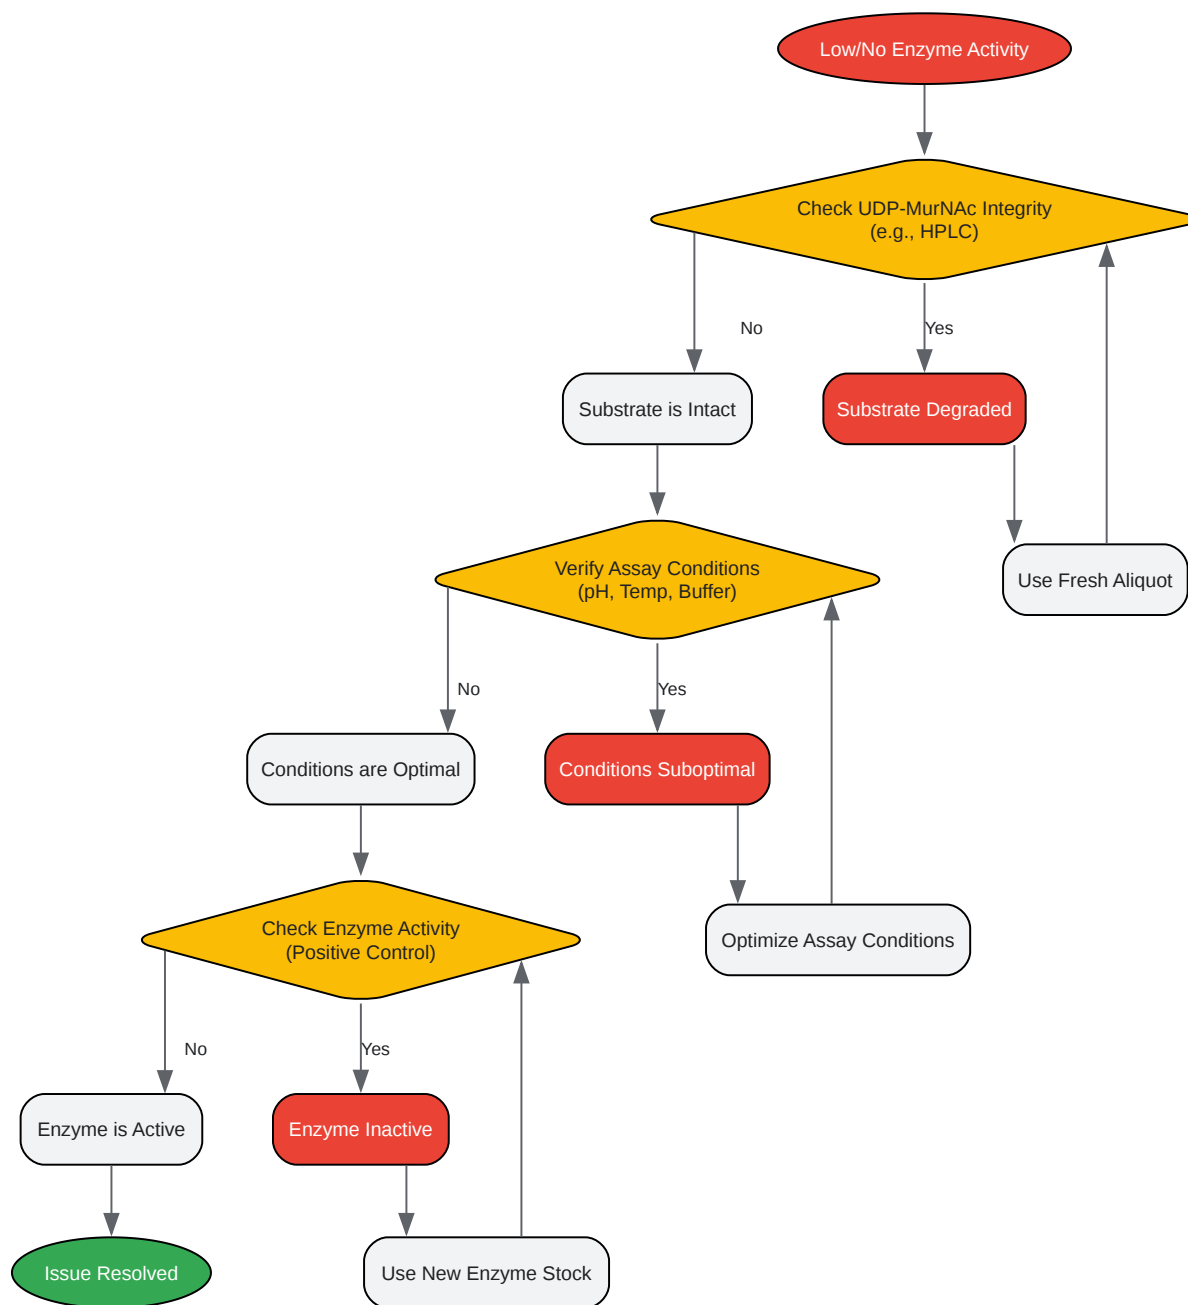 Low/No Enzyme Activity
Check UDP-MurNAc Integrity
(e.g., HPLC)
No
Yes
Substrate is Intact
Substrate Degraded
Verify Assay Conditions
(pH, Temp, Buffer)
Use Fresh Aliquot
No
Yes
Conditions are Optimal
Conditions Suboptimal
Check Enzyme Activity
(Positive Control)
Optimize Assay Conditions
No
Yes
Enzyme is Active
Enzyme Inactive
Issue Resolved
Use New Enzyme Stock